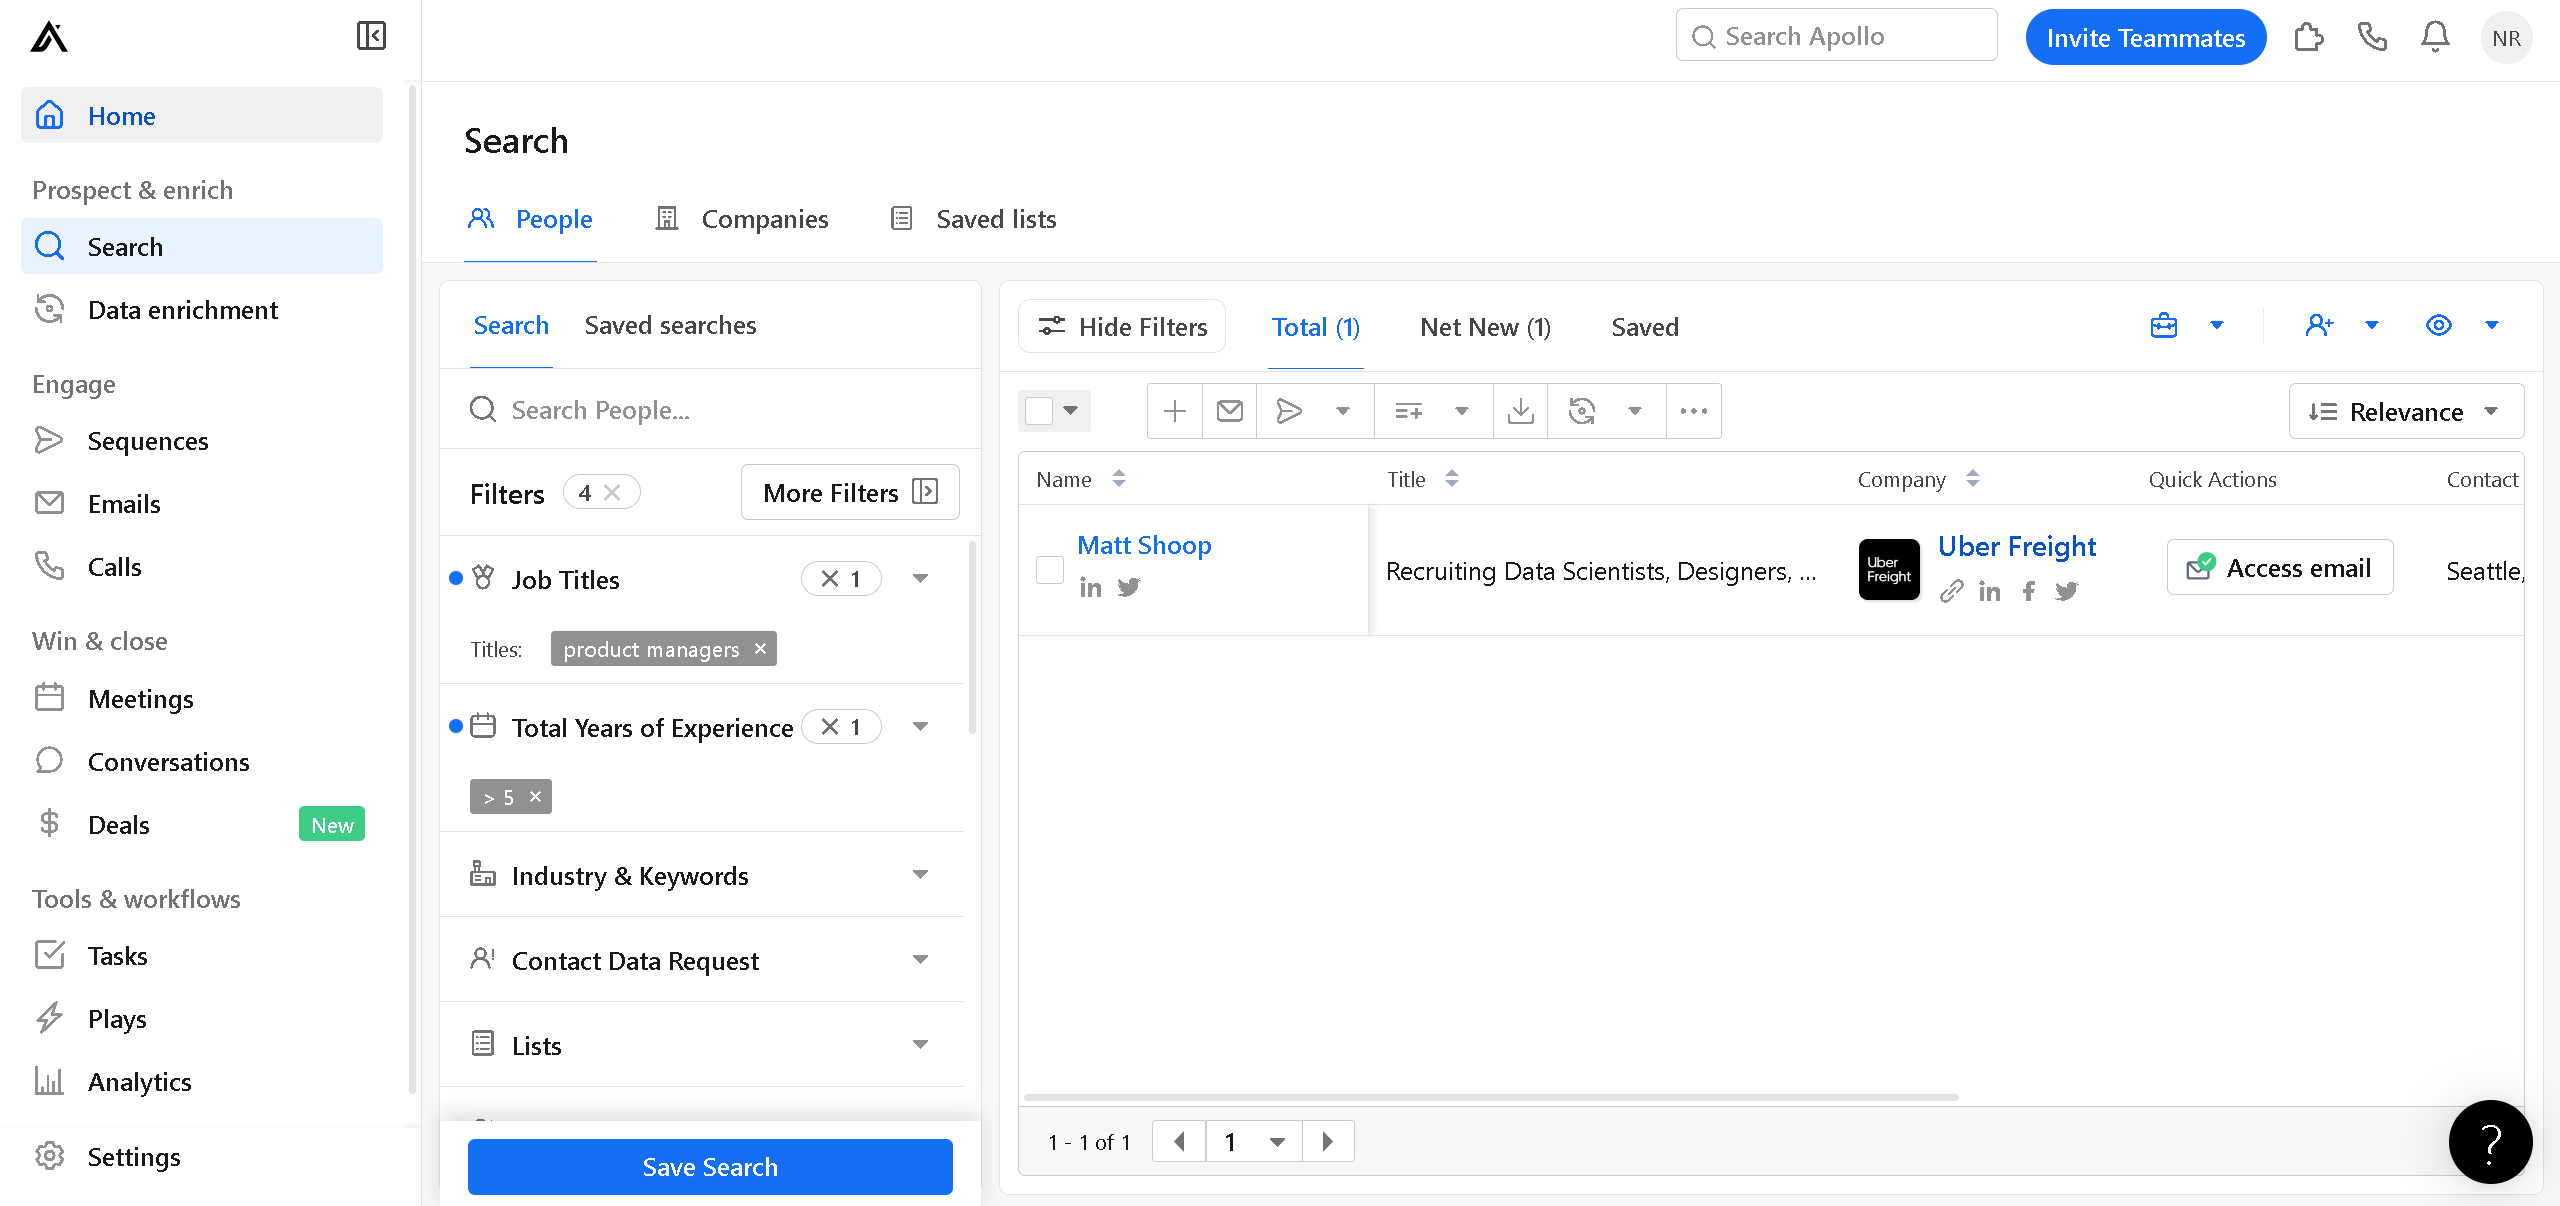 Search Apollo
Invite Teammates
NR
Home
Prospect & enrich
Search
Data enrichment
Engage
Sequences
Emails
Calls
Win & close
Meetings
Conversations
Deals
New
Tools & workflows
Tasks
Plays
Analytics
Settings
Search
People
Companies
Saved lists
Search
Saved searches
Search People...
Filters
4
More Filters
Job Titles
1
Titles:
product managers
Total Years of Experience
1
> 5
Industry & Keywords
Contact Data Request
Lists
Save Search
Hide Filters
Total (1)
Net New (1)
Saved
Relevance
Name
Title
Company
Quick Actions
Contact
Matt Shoop
Recruiting Data Scientists, Designers, ...
Uber Freight
Uber Freight
Access email
Seattle,
1 - 1 of 1
1
?